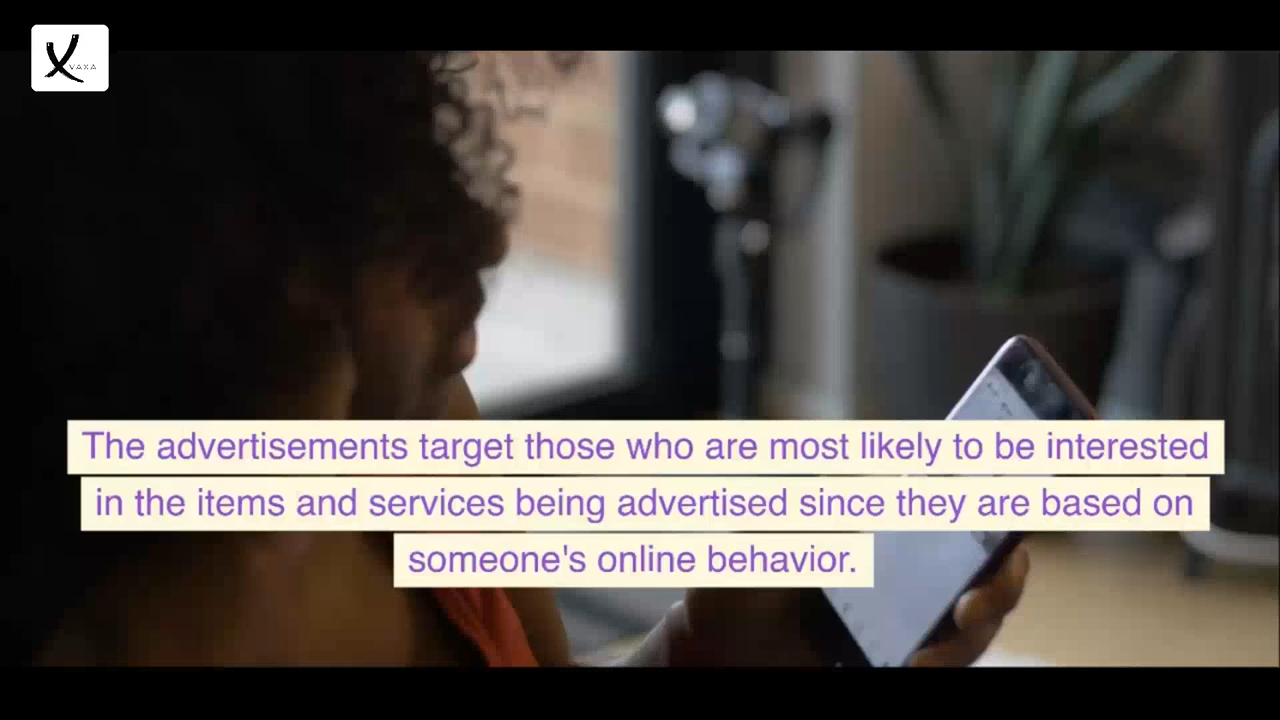 VAXA
The advertisements target those who are most likely to be interested
in the items and services being advertised since they are based on
someone's online behavior.